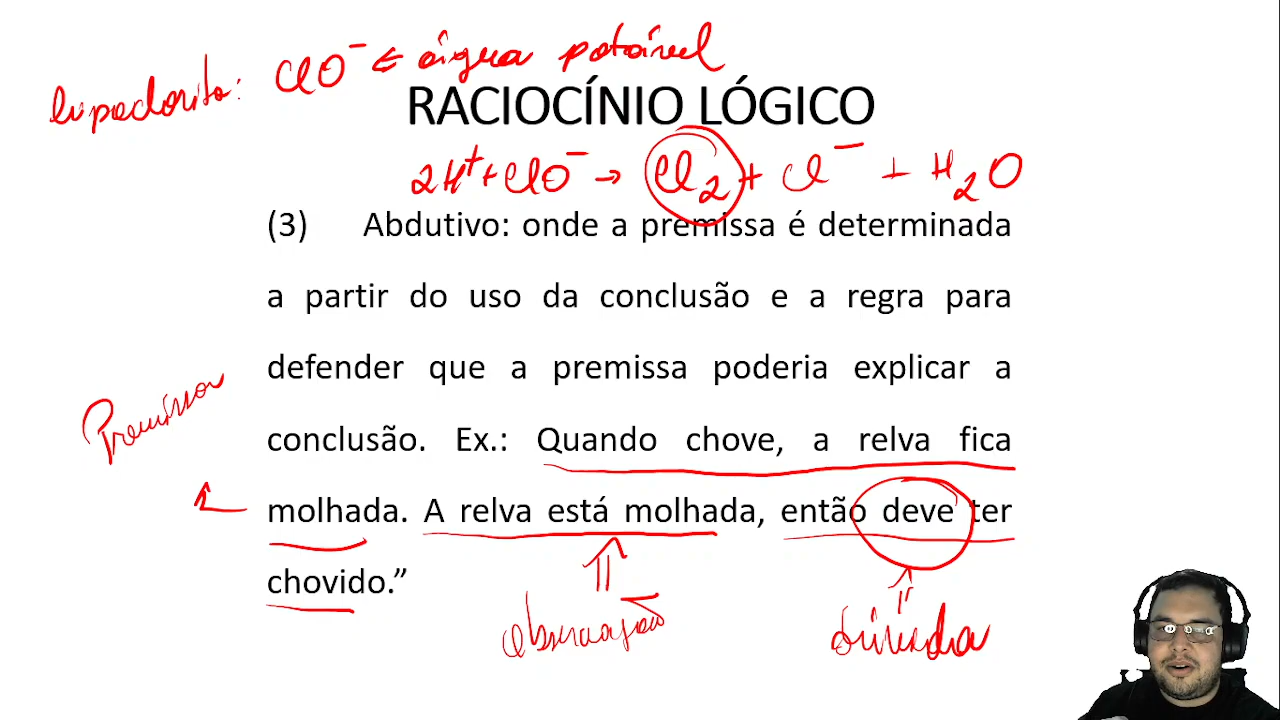 hipoclorito: ClO⁻ ⇐ água potável
RACIOCÍNIO LÓGICO
2H⁺ + ClO⁻ → Cl₂ + Cl⁻ + H₂O
(3) Abdutivo: onde a premissa é determinada
a partir do uso da conclusão e a regra para
defender que a premissa poderia explicar a
conclusão. Ex.: Quando chove, a relva fica
Premissa
molhada. A relva está molhada, então deve ter
chovido.”
observação
dúvida